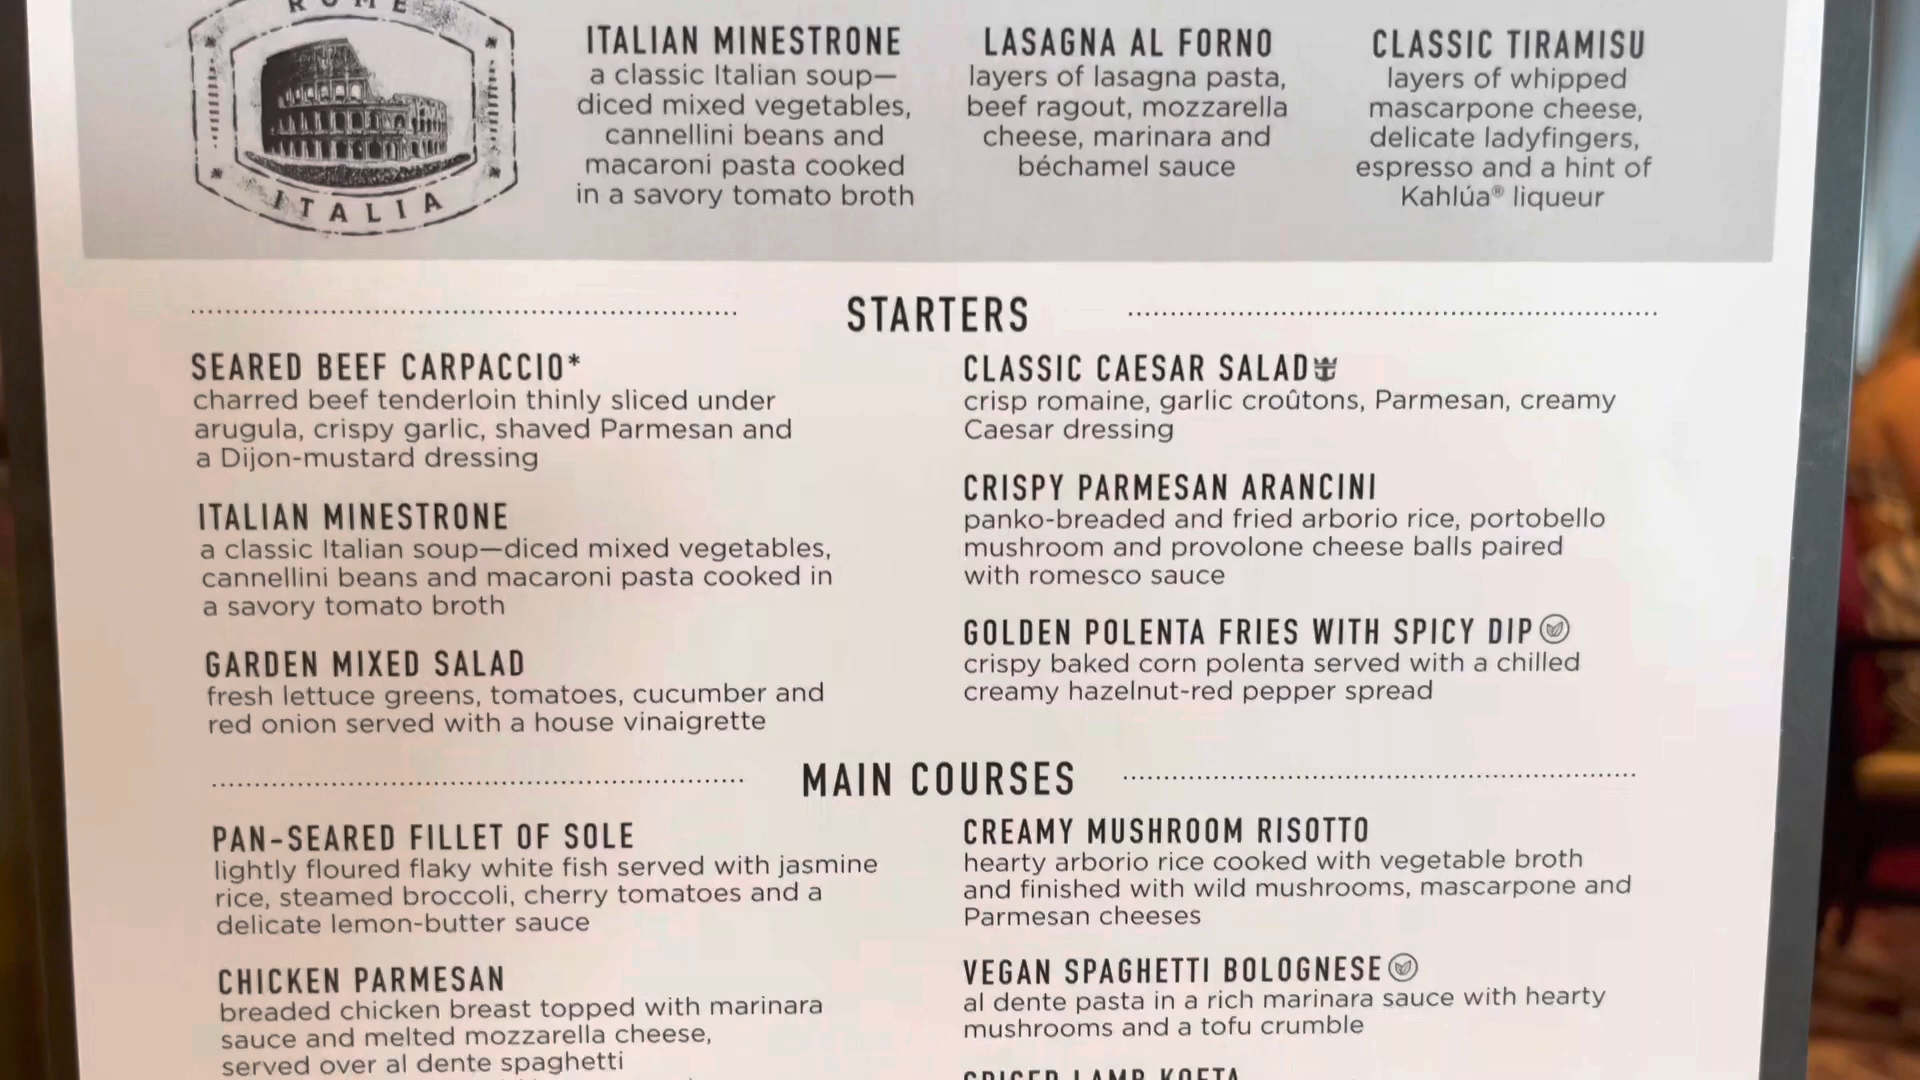 ROME
ITALIA
ITALIAN MINESTRONE
a classic Italian soup—
diced mixed vegetables,
cannellini beans and
macaroni pasta cooked
in a savory tomato broth
LASAGNA AL FORNO
layers of lasagna pasta,
beef ragout, mozzarella
cheese, marinara and
béchamel sauce
CLASSIC TIRAMISU
layers of whipped
mascarpone cheese,
delicate ladyfingers,
espresso and a hint of
Kahlúa® liqueur
STARTERS
SEARED BEEF CARPACCIO*
charred beef tenderloin thinly sliced under
arugula, crispy garlic, shaved Parmesan and
a Dijon-mustard dressing
ITALIAN MINESTRONE
a classic Italian soup—diced mixed vegetables,
cannellini beans and macaroni pasta cooked in
a savory tomato broth
GARDEN MIXED SALAD
fresh lettuce greens, tomatoes, cucumber and
red onion served with a house vinaigrette
CLASSIC CAESAR SALAD
crisp romaine, garlic croûtons, Parmesan, creamy
Caesar dressing
CRISPY PARMESAN ARANCINI
panko-breaded and fried arborio rice, portobello
mushroom and provolone cheese balls paired
with romesco sauce
GOLDEN POLENTA FRIES WITH SPICY DIP
crispy baked corn polenta served with a chilled
creamy hazelnut-red pepper spread
MAIN COURSES
PAN-SEARED FILLET OF SOLE
lightly floured flaky white fish served with jasmine
rice, steamed broccoli, cherry tomatoes and a
delicate lemon-butter sauce
CHICKEN PARMESAN
breaded chicken breast topped with marinara
sauce and melted mozzarella cheese,
served over al dente spaghetti
CREAMY MUSHROOM RISOTTO
hearty arborio rice cooked with vegetable broth
and finished with wild mushrooms, mascarpone and
Parmesan cheeses
VEGAN SPAGHETTI BOLOGNESE
al dente pasta in a rich marinara sauce with hearty
mushrooms and a tofu crumble
SPICED LAMB KOFTA